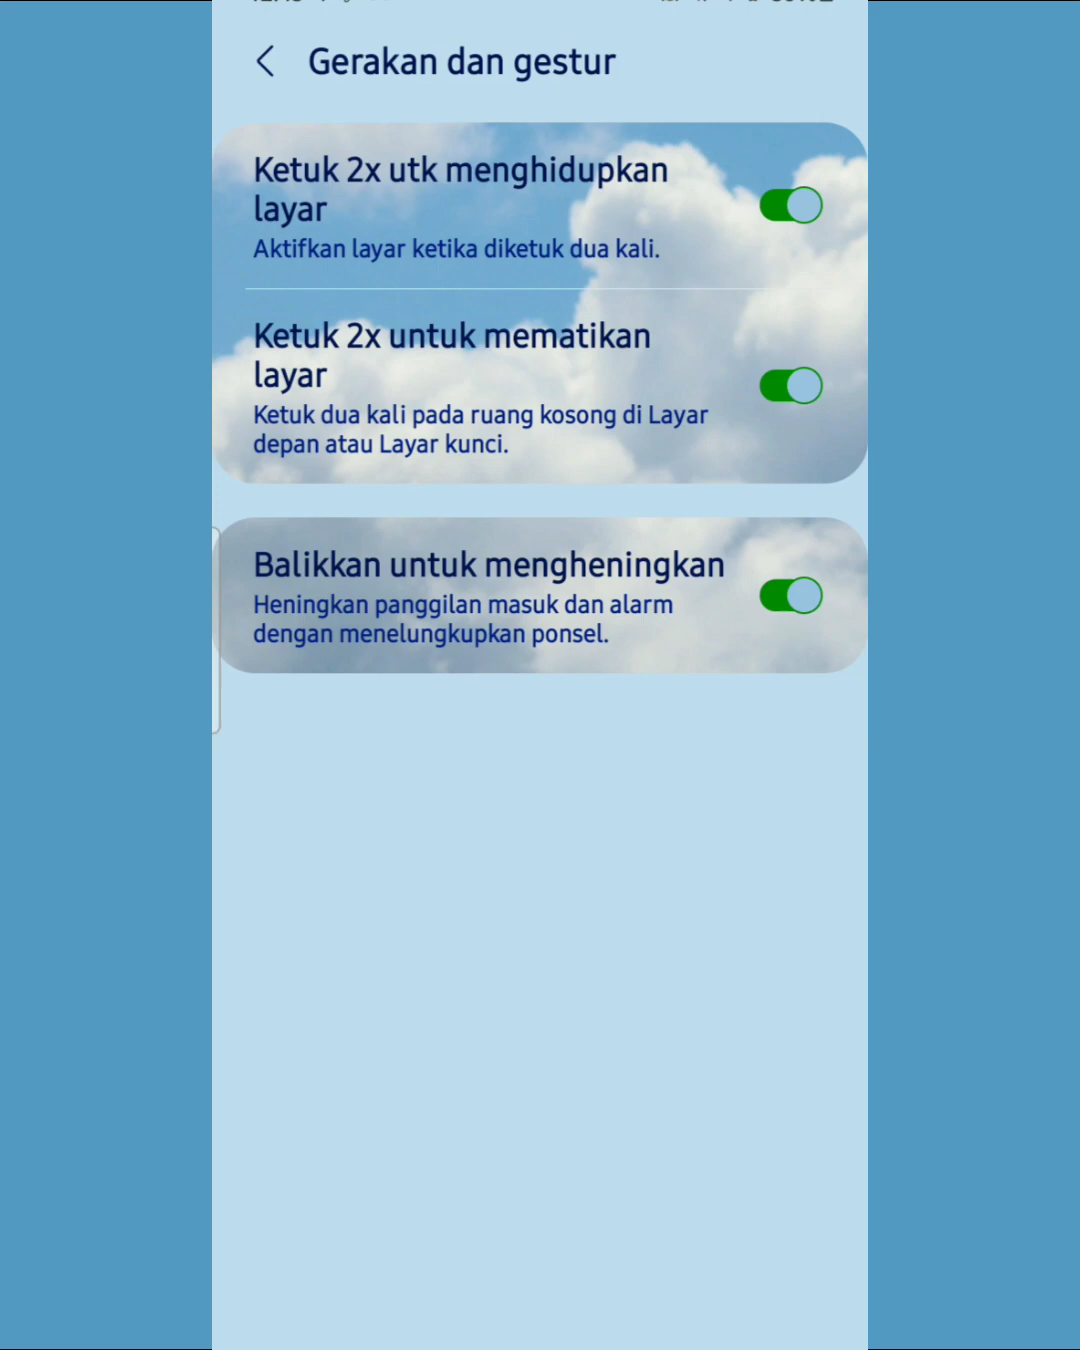 Gerakan dan gestur
Ketuk 2x utk menghidupkan
layar
Aktifkan layar ketika diketuk dua kali.
Ketuk 2x untuk mematikan
layar
Ketuk dua kali pada ruang kosong di Layar
depan atau Layar kunci.
Balikkan untuk mengheningkan
Heningkan panggilan masuk dan alarm
dengan menelungkupkan ponsel.